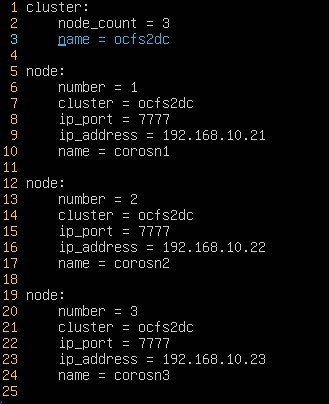 1 cluster:
2     node_count = 3
3     name = ocfs2dc
4
5 node:
6     number = 1
7     cluster = ocfs2dc
8     ip_port = 7777
9     ip_address = 192.168.10.21
10     name = corosn1
11
12 node:
13     number = 2
14     cluster = ocfs2dc
15     ip_port = 7777
16     ip_address = 192.168.10.22
17     name = corosn2
18
19 node:
20     number = 3
21     cluster = ocfs2dc
22     ip_port = 7777
23     ip_address = 192.168.10.23
24     name = corosn3
25